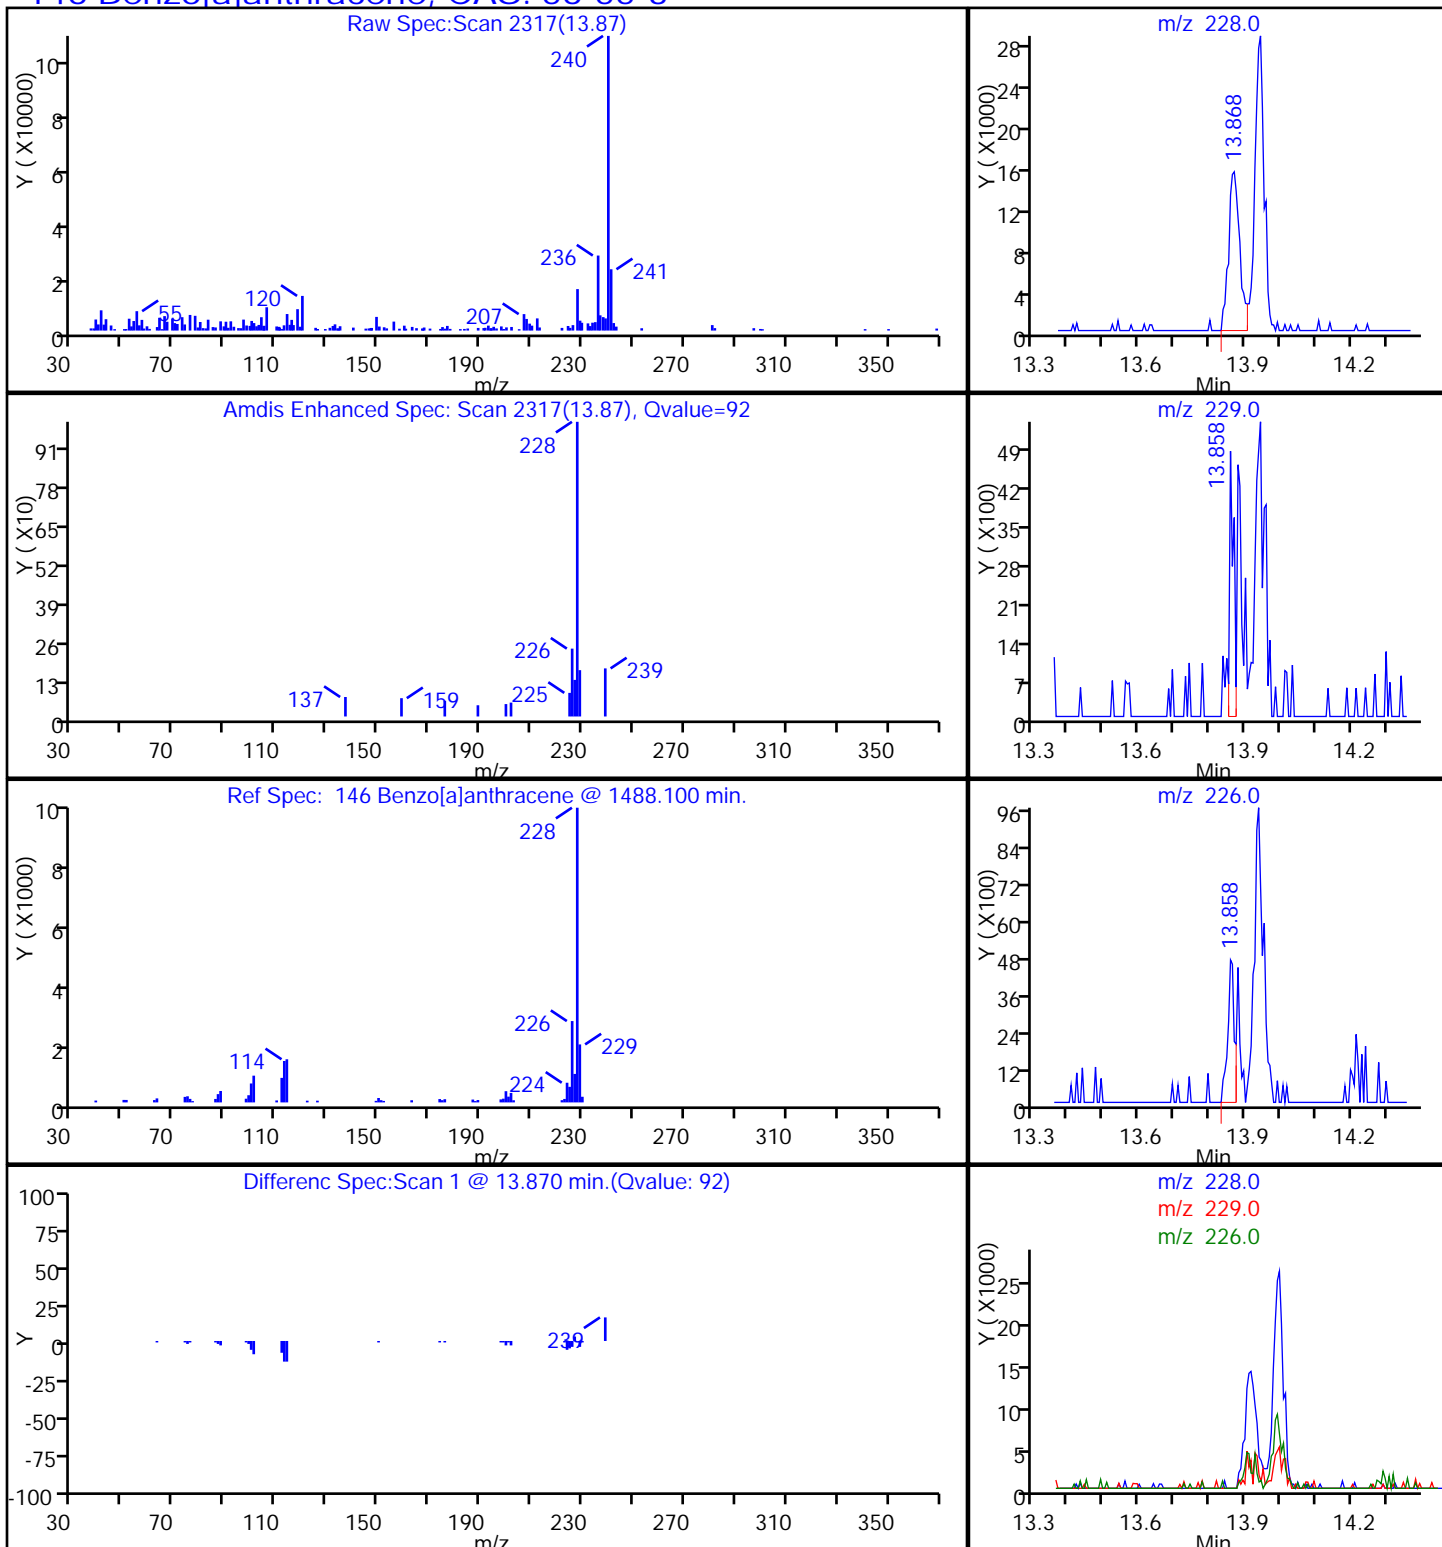 Raw Spec:Scan 2317(13.87)
240
236
241
120
55
207
10
8
6
4
2
0
Y ( X10000)
30 70 110 150 190 230 270 310 350
m/z
m/z 228.0
13.868
28
24
20
16
12
8
4
0
Y ( X1000)
13.3 13.6 13.9 14.2
Min
Amdis Enhanced Spec: Scan 2317(13.87), Qvalue=92
228
226
225
239
137
159
91
78
65
52
39
26
13
0
Y ( X10)
30 70 110 150 190 230 270 310 350
m/z
m/z 229.0
13.858
49
42
35
28
21
14
7
0
Y ( X100)
13.3 13.6 13.9 14.2
Min
Ref Spec: 146 Benzo[a]anthracene @ 1488.100 min.
228
226
229
224
114
10
8
6
4
2
0
Y ( X1000)
30 70 110 150 190 230 270 310 350
m/z
m/z 226.0
13.858
96
84
72
60
48
36
24
12
0
Y ( X100)
13.3 13.6 13.9 14.2
Min
Differenc Spec:Scan 1 @ 13.870 min.(Qvalue: 92)
239
100
75
50
25
0
-25
-50
-75
-100
Y
30 70 110 150 190 230 270 310 350
m/z
m/z 228.0
m/z 229.0
m/z 226.0
25
20
15
10
5
0
Y ( X1000)
13.3 13.6 13.9 14.2
Min